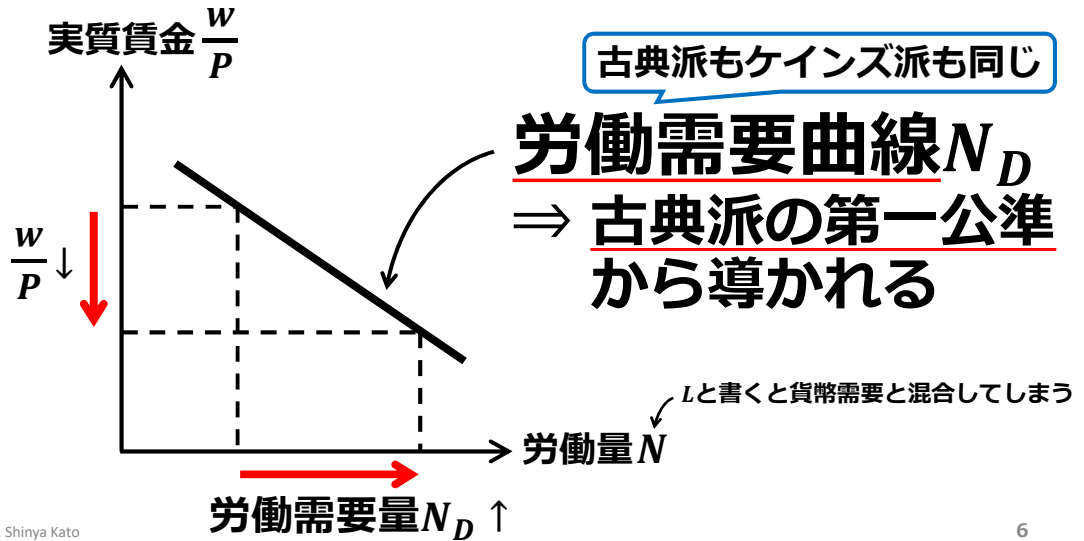 実質賃金 w/P
古典派もケインズ派も同じ
労働需要曲線N_D
⇒ 古典派の第一公準
から導かれる
w/P ↓
Lと書くと貨幣需要と混合してしまう
労働量N
労働需要量N_D ↑
Shinya Kato
6